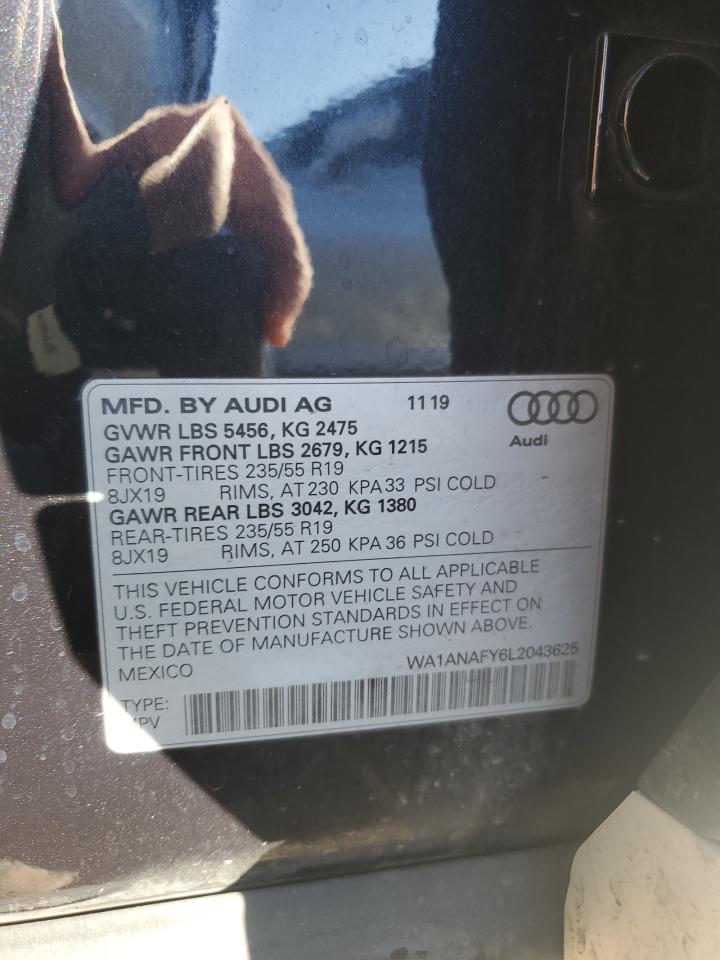 MFD. BY AUDI AG 11 19
GVWR LBS 5456, KG 2475
Audi
GAWR FRONT LBS 2679, KG 1215
FRONT-TIRES 235/55 R19
8JX19 RIMS, AT 230 KPA 33 PSI COLD
GAWR REAR LBS 3042, KG 1380
REAR-TIRES 235/55 R19
8JX19 RIMS, AT 250 KPA 36 PSI COLD
THIS VEHICLE CONFORMS TO ALL APPLICABLE
U.S. FEDERAL MOTOR VEHICLE SAFETY AND
THEFT PREVENTION STANDARDS IN EFFECT ON
THE DATE OF MANUFACTURE SHOWN ABOVE.
MEXICO WA1ANAFY6L2043625
TYPE:
MPV